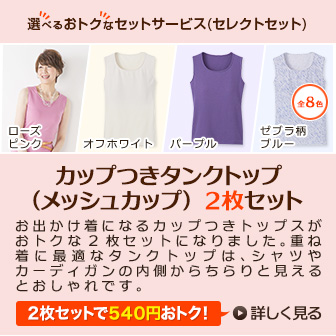 選べるおトクなセットサービス(セレクトセット)
ローズ
ピンク
オフホワイト
パープル
ゼブラ柄
ブルー
全8色
カップつきタンクトップ
（メッシュカップ） 2枚セット
お出かけ着になるカップつきトップスが
おトクな2枚セットになりました。重ね
着に最適なタンクトップは、シャツや
カーディガンの内側からちらりと見える
とおしゃれです。
2枚セットで540円おトク！
詳しく見る